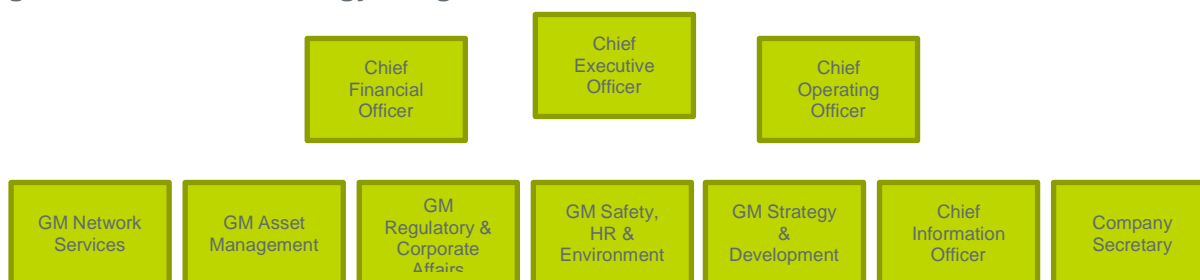 Chief
Executive
Officer
Chief
Financial
Officer
Chief
Operating
Officer
GM Network
Services
GM Asset
Management
GM
Regulatory &
Corporate
Affairs
GM Safety,
HR &
Environment
GM Strategy
&
Development
Chief
Information
Officer
Company
Secretary